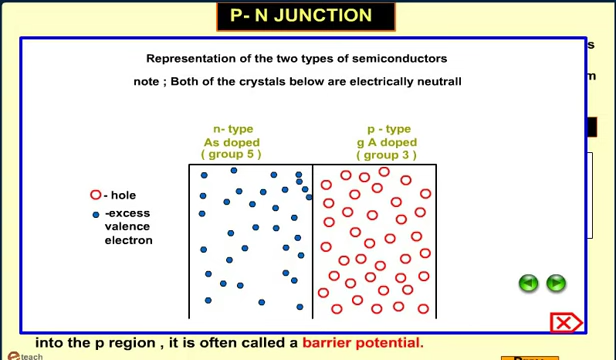 P- N JUNCTION
s
m
Representation of the two types of semiconductors
note ; Both of the crystals below are electrically neutrall
n- type
As doped
( group 5 )
p - type
g A doped
( group 3 )
- hole
-excess
valence
electron
into the p region , it is often called a barrier potential.
e teach